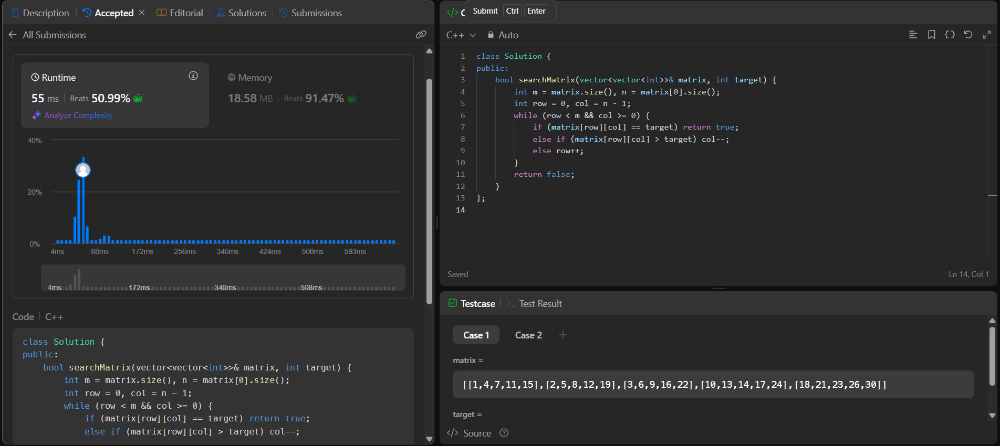 Description
Accepted
Editorial
Solutions
Submissions
All Submissions
Runtime
55 ms
Beats 50.99%
Analyze Complexity
Memory
18.58 MB
Beats 91.47%
40%
20%
0%
4ms 88ms 172ms 256ms 340ms 424ms 508ms 593ms
4ms 172ms 340ms 508ms
Code
C++
class Solution {
public:
    bool searchMatrix(vector<vector<int>>& matrix, int target) {
        int m = matrix.size(), n = matrix[0].size();
        int row = 0, col = n - 1;
        while (row < m && col >= 0) {
            if (matrix[row][col] == target) return true;
            else if (matrix[row][col] > target) col--;
</> C
Submit Ctrl Enter
C++
Auto
1 class Solution {
2 public:
3     bool searchMatrix(vector<vector<int>>& matrix, int target) {
4         int m = matrix.size(), n = matrix[0].size();
5         int row = 0, col = n - 1;
6         while (row < m && col >= 0) {
7             if (matrix[row][col] == target) return true;
8             else if (matrix[row][col] > target) col--;
9             else row++;
10         }
11         return false;
12     }
13 };
14
Saved
Ln 14, Col 1
Testcase
Test Result
Case 1
Case 2
+
matrix =
[[1,4,7,11,15],[2,5,8,12,19],[3,6,9,16,22],[10,13,14,17,24],[18,21,23,26,30]]
target =
</> Source